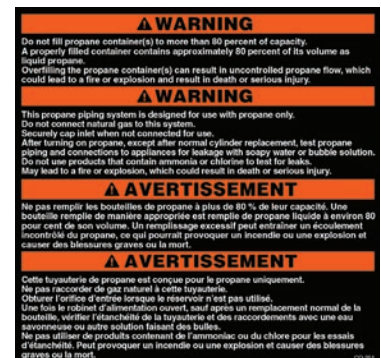 WARNING
Do not fill propane container(s) to more than 80 percent of capacity.
A properly filled container contains approximately 80 percent of its volume as
liquid propane.
Overfilling the propane container(s) can result in uncontrolled propane flow, which
could lead to a fire or explosion and result in death or serious injury.
WARNING
This propane piping system is designed for use with propane only.
Do not connect natural gas to this system.
Securely cap inlet when not connected for use.
After turning on propane, except after normal cylinder replacement, test propane
piping and connections to appliances for leakage with soapy water or bubble solution.
Do not use products that contain ammonia or chlorine to test for leaks.
May lead to a fire or explosion, which could result in death or serious injury.
AVERTISSEMENT
Ne pas remplir les bouteilles de propane à plus de 80 % de leur capacité. Une
bouteille remplie de manière appropriée est remplie de propane liquide à environ 80
pour cent de son volume. Un remplissage excessif peut entraîner un écoulement
incontrôlé du propane, ce qui pourrait provoquer un incendie ou une explosion et
causer des blessures graves ou la mort.
AVERTISSEMENT
Cette tuyauterie de propane est conçue pour le propane uniquement.
Ne pas raccorder de gaz naturel à cette tuyauterie.
Obturer l'orifice d'entrée lorsque le réservoir n'est pas utilisé.
Une fois le robinet d'alimentation ouvert, sauf après un remplacement normal de la
bouteille, vérifier l'étanchéité de la tuyauterie et des raccordements avec une eau
savonneuse ou autre solution faisant des bulles.
Ne pas utiliser de produits contenant de l'ammoniac ou du chlore pour les essais
d'étanchéité. Peut provoquer un incendie ou une explosion et causer des blessures
graves ou la mort.